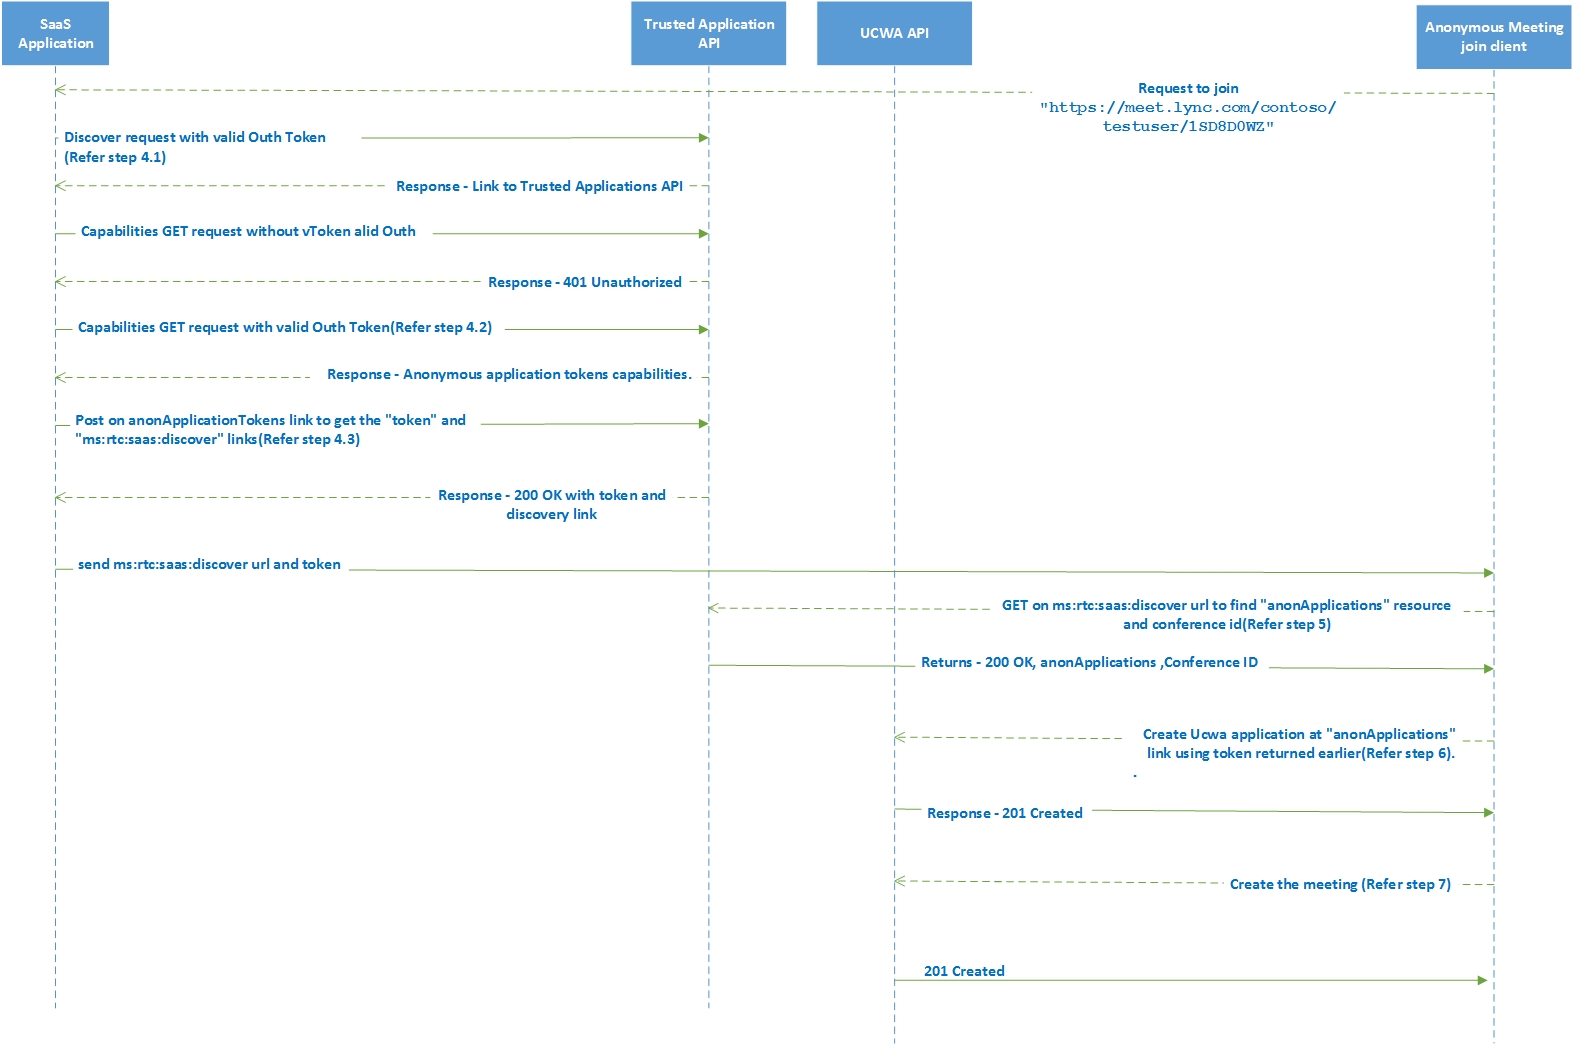 SaaS
Application
Trusted Application
API
UCWA API
Anonymous Meeting
join client
Request to join
"https://meet.lync.com/contoso/
testuser/1SD8D0WZ"
Discover request with valid Outh Token
(Refer step 4.1)
Response - Link to Trusted Applications API
Capabilities GET request without vToken alid Outh
Response - 401 Unauthorized
Capabilities GET request with valid Outh Token(Refer step 4.2)
Response - Anonymous application tokens capabilities.
Post on anonApplicationTokens link to get the "token" and
"ms:rtc:saas:discover" links(Refer step 4.3)
Response - 200 OK with token and
discovery link
send ms:rtc:saas:discover url and token
GET on ms:rtc:saas:discover url to find "anonApplications" resource
and conference id(Refer step 5)
Returns - 200 OK, anonApplications ,Conference ID
Create Ucwa application at "anonApplications"
link using token returned earlier(Refer step 6).
.
Response - 201 Created
Create the meeting (Refer step 7)
201 Created